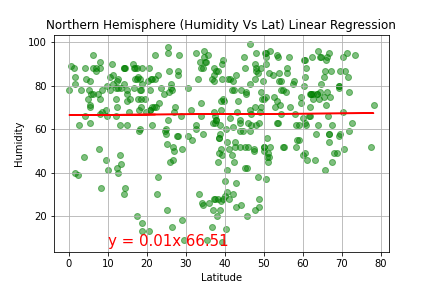 Northern Hemisphere (Humidity Vs Lat) Linear Regression
100
80
60
40
20
Humidity
y = 0.01x 66.51
0 10 20 30 40 50 60 70 80
Latitude